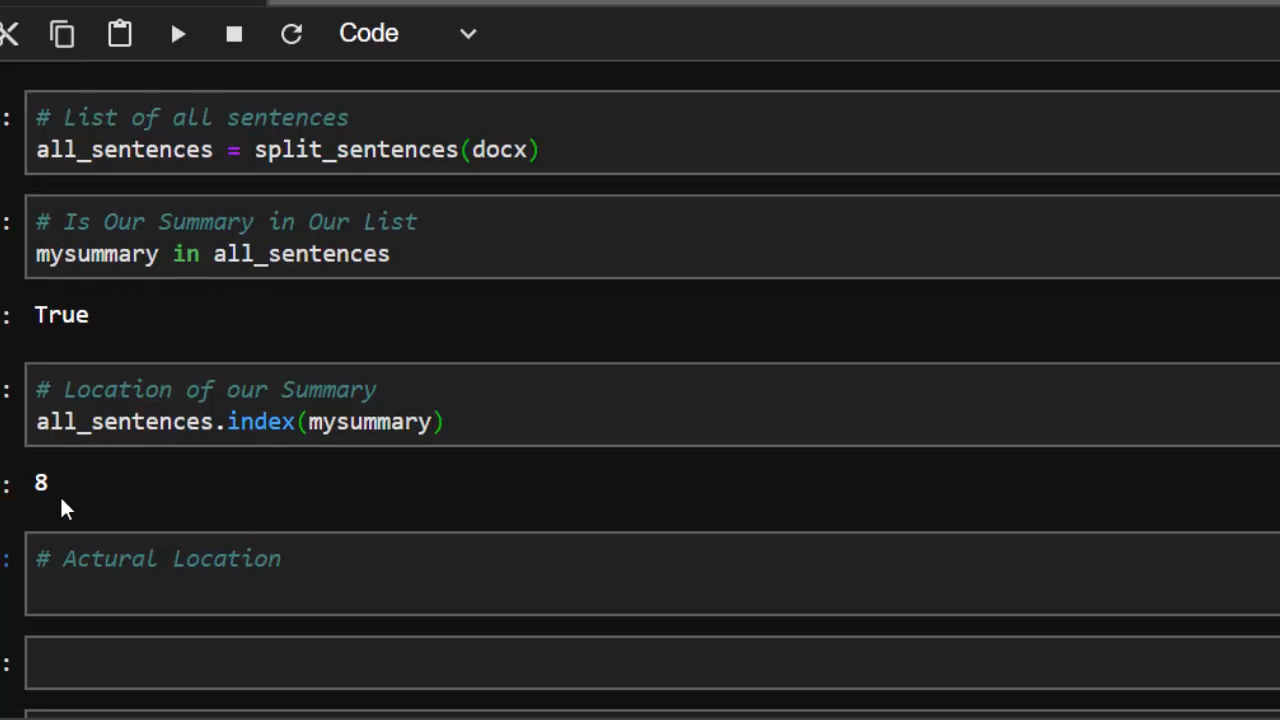 Code
: # List of all sentences
all_sentences = split_sentences(docx)
: # Is Our Summary in Our List
mysummary in all_sentences
: True
: # Location of our Summary
all_sentences.index(mysummary)
: 8
: # Actural Location
: